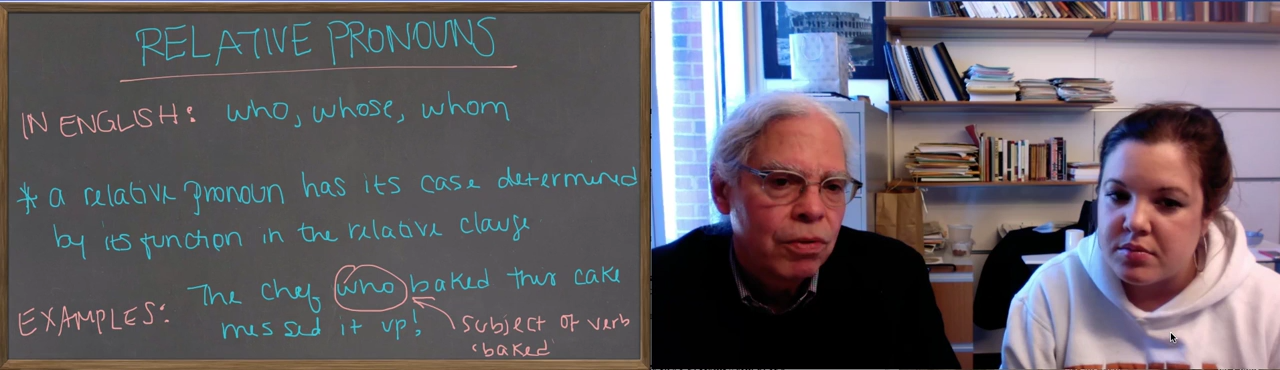 RELATIVE PRONOUNS
IN ENGLISH: who, whose, whom
* a relative pronoun has its case determined
by its function in the relative clause
EXAMPLES: The chef who baked this cake
messed it up!
subject of verb
'baked'